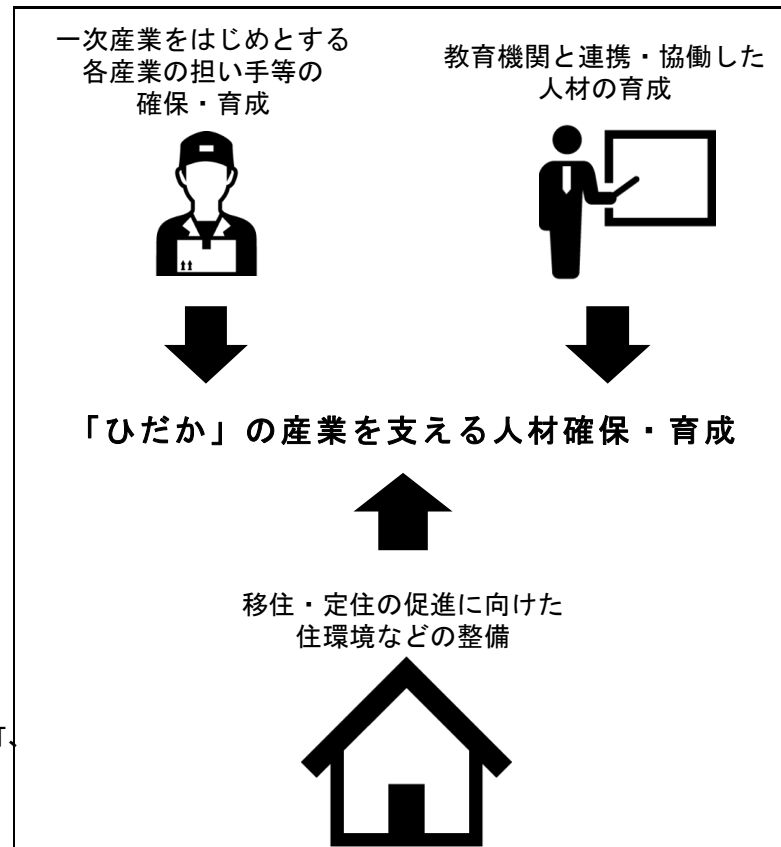 一次産業をはじめとする
各産業の担い手等の
確保・育成
教育機関と連携・協働した
人材の育成
「ひだか」の産業を支える人材確保・育成
移住・定住の促進に向けた
住環境などの整備